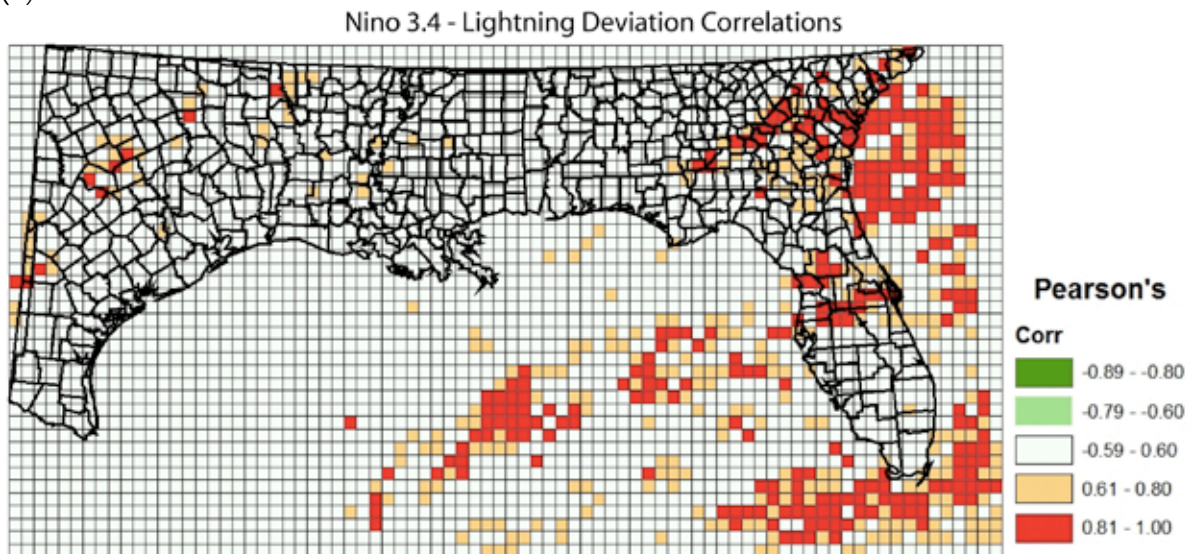 Nino 3.4 - Lightning Deviation Correlations
Pearson's
Corr
-0.89 - -0.80
-0.79 - -0.60
-0.59 - 0.60
0.61 - 0.80
0.81 - 1.00